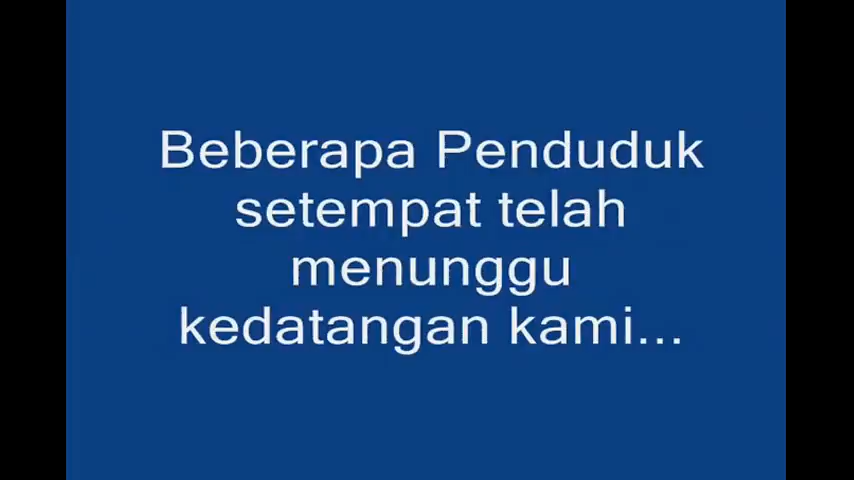 Beberapa Penduduk
setempat telah
menunggu
kedatangan kami...